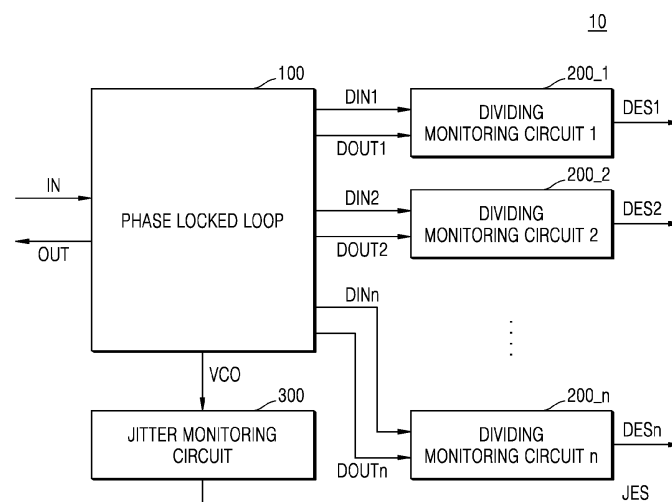 10
100
200_1
DIN1
DIVIDING
MONITORING CIRCUIT 1
DES1
DOUT1
200_2
IN
DIN2
DIVIDING
MONITORING CIRCUIT 2
DES2
PHASE LOCKED LOOP
OUT
DOUT2
DINn
VCO
300
200_n
JITTER MONITORING
CIRCUIT
DIVIDING
MONITORING CIRCUIT n
DESn
DOUTn
JES